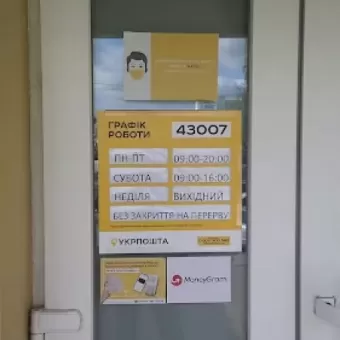 ГРАФІК
РОБОТИ
43007
ПН-ПТ 09:00-20:00
СУБОТА 09:00-16:00
НЕДІЛЯ ВИХІДНИЙ
БЕЗ ЗАКРИТТЯ НА ПЕРЕРВУ
УКРПОШТА
MoneyGram